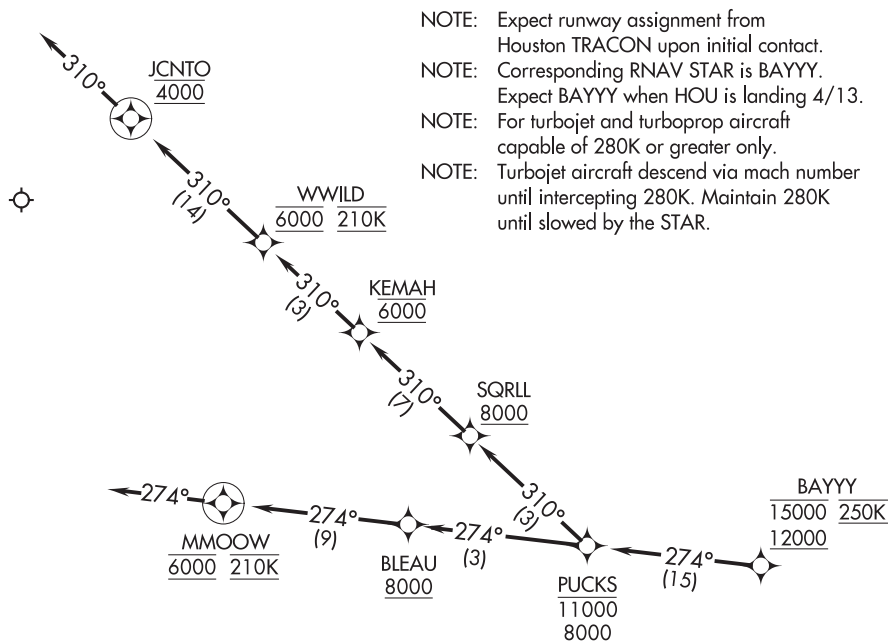 NOTE: Expect runway assignment from
Houston TRACON upon initial contact.
NOTE: Corresponding RNAV STAR is BAYYY.
Expect BAYYY when HOU is landing 4/13.
NOTE: For turbojet and turboprop aircraft
capable of 280K or greater only.
NOTE: Turbojet aircraft descend via mach number
until intercepting 280K. Maintain 280K
until slowed by the STAR.
310°
JCNTO
4000
310°
(14)
WWILD
6000 210K
310°
(3)
KEMAH
6000
310°
(7)
SQRLL
8000
310°
(3)
274°
MMOOW
6000 210K
274°
(9)
BLEAU
8000
274°
(3)
PUCKS
11000
8000
274°
(15)
BAYYY
15000 250K
12000